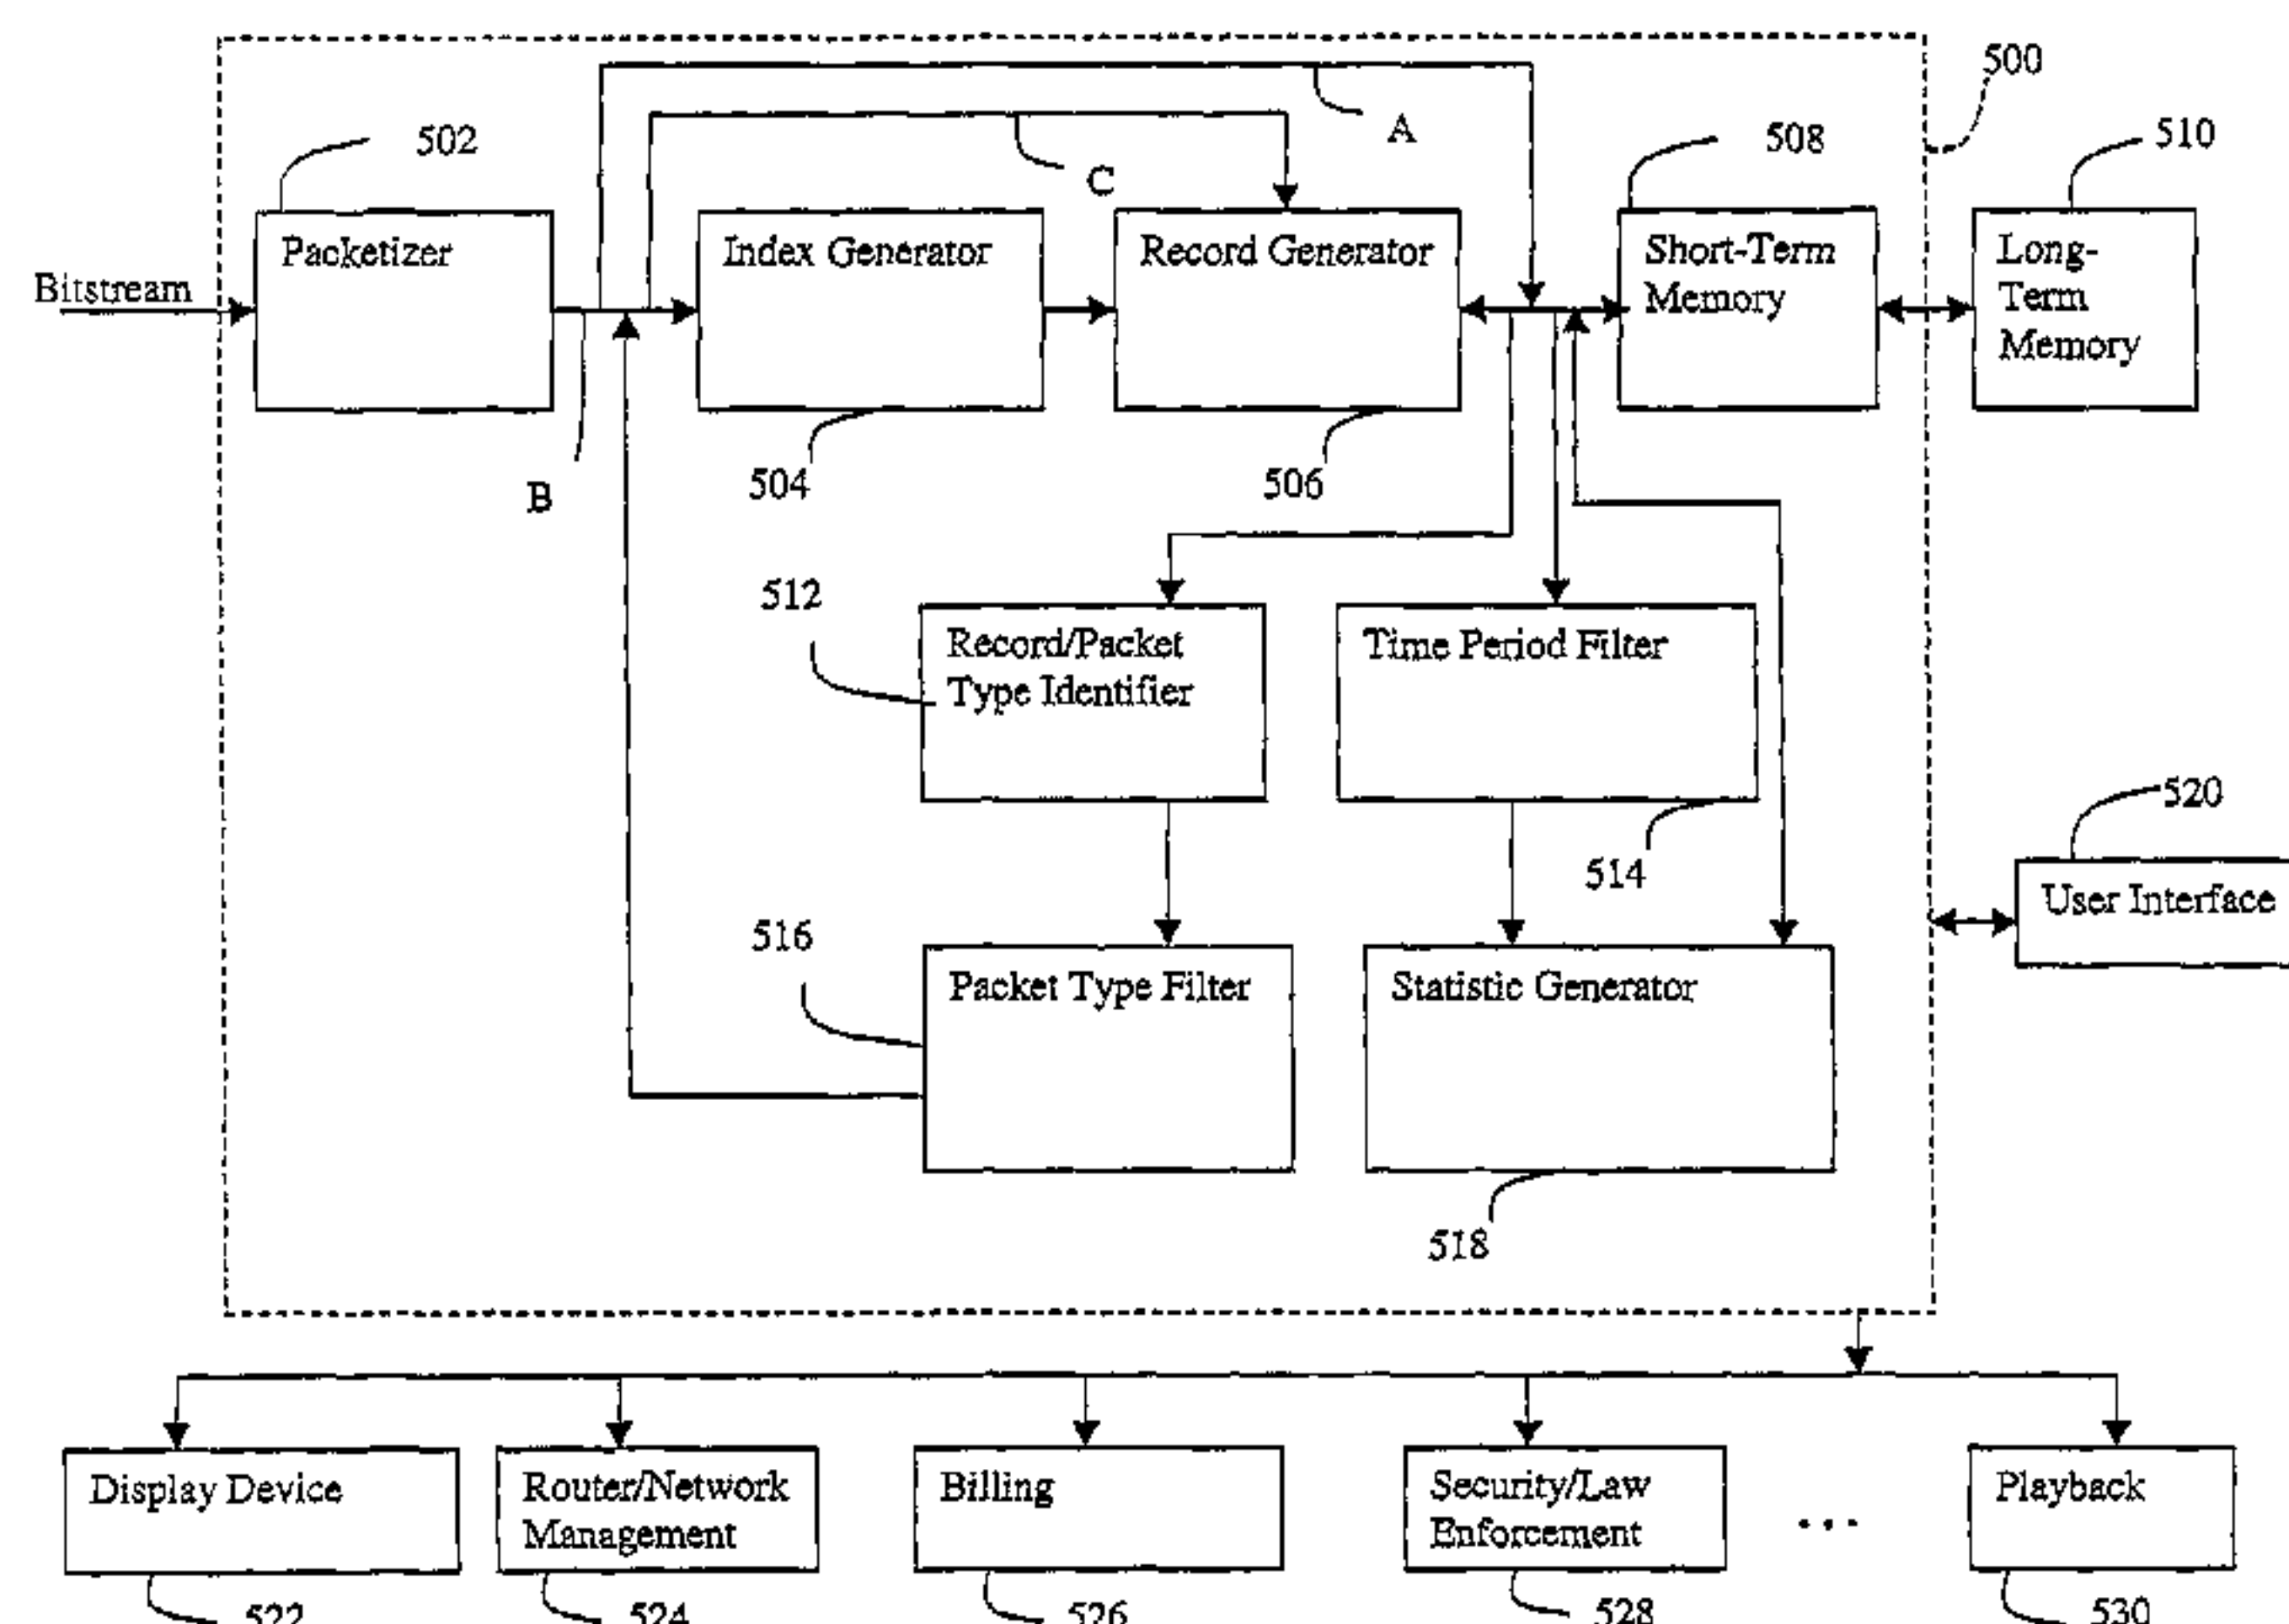 500
A
502
C
508
510
Packetizer
Index Generator
Record Generator
Short-Term
Memory
Long-
Term
Memory
Bitstream
B
504
506
512
Record/Packet
Type Identifier
Time Period Filter
514
520
User Interface
516
Packet Type Filter
Statistic Generator
518
Display Device
Router/Network
Management
Billing
Security/Law
Enforcement
...
Playback
522
524
526
528
530